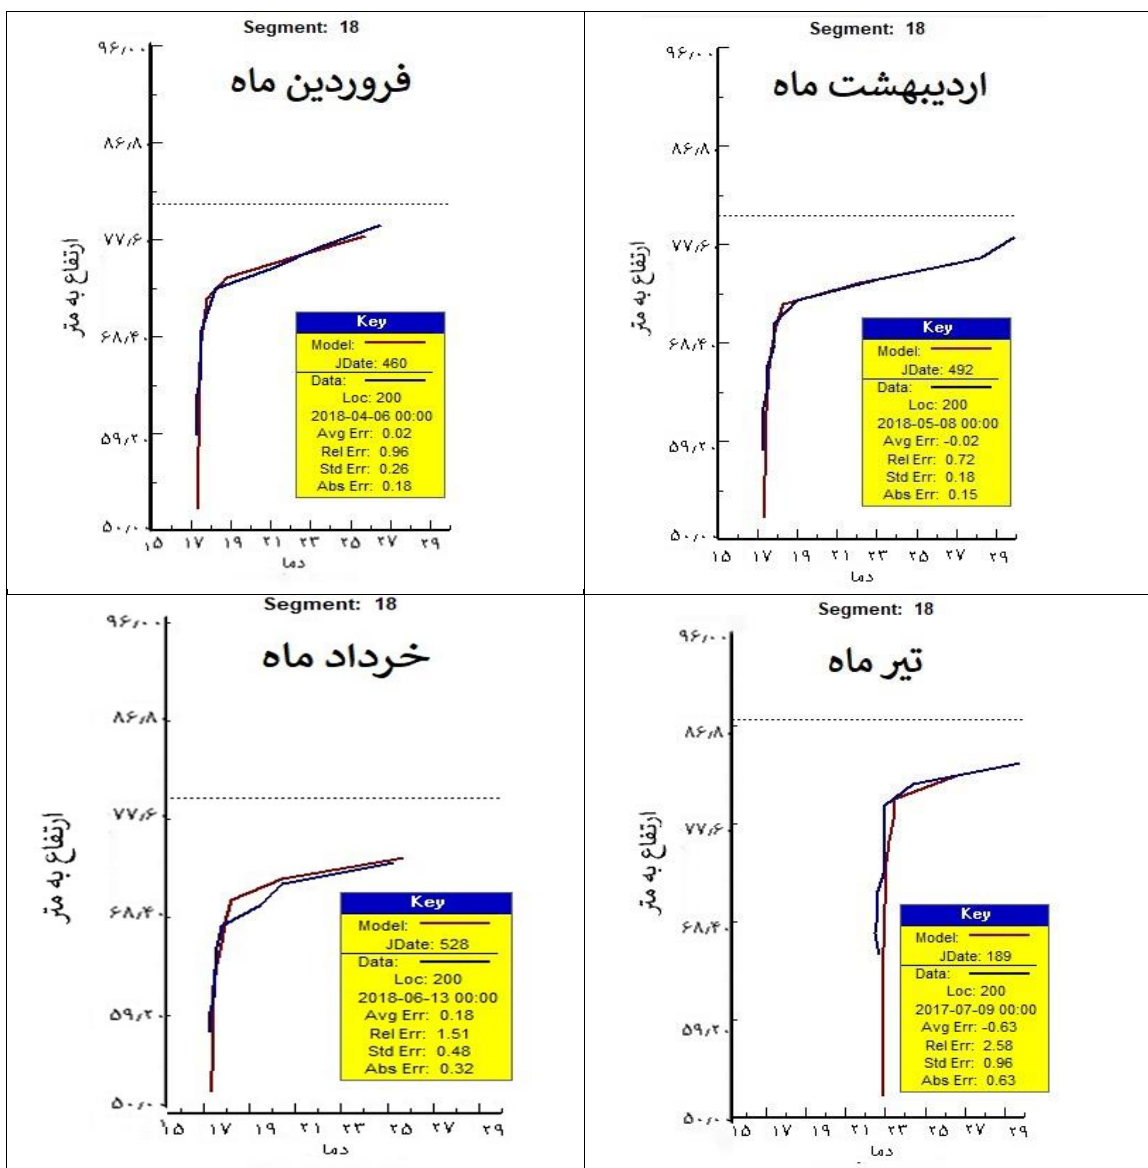 Segment: 18
فروردین ماه
۹۶٫۰۰
۸۶٫۸
۷۷٫۶
۶۸٫۴۰
۵۹٫۲۰
۵۰٫۰
ارتفاع به متر
Key
Model:
JDate: 460
Data:
Loc: 200
2018-04-06 00:00
Avg Err: 0.02
Rel Err: 0.96
Std Err: 0.26
Abs Err: 0.18
۱۵ ۱۷ ۱۹ ۲۱ ۲۳ ۲۵ ۲۷ ۲۹
دما
Segment: 18
اردیبهشت ماه
۹۶٫۰۰
۸۶٫۸
۷۷٫۶
۶۸٫۴۰
۵۹٫۲۰
۵۰٫۰
ارتفاع به متر
Key
Model:
JDate: 492
Data:
Loc: 200
2018-05-08 00:00
Avg Err: -0.02
Rel Err: 0.72
Std Err: 0.18
Abs Err: 0.15
۱۵ ۱۷ ۱۹ ۲۱ ۲۳ ۲۵ ۲۷ ۲۹
دما
Segment: 18
خرداد ماه
۹۶٫۰۰
۸۶٫۸
۷۷٫۶
۶۸٫۴۰
۵۹٫۲۰
۵۰٫۰
ارتفاع به متر
Key
Model:
JDate: 528
Data:
Loc: 200
2018-06-13 00:00
Avg Err: 0.18
Rel Err: 1.51
Std Err: 0.48
Abs Err: 0.32
۱۵ ۱۷ ۱۹ ۲۱ ۲۳ ۲۵ ۲۷ ۲۹
دما
Segment: 18
تیر ماه
۹۶٫۰۰
۸۶٫۸
۷۷٫۶
۶۸٫۴۰
۵۹٫۲۰
۵۰٫۰
ارتفاع به متر
Key
Model:
JDate: 189
Data:
Loc: 200
2017-07-09 00:00
Avg Err: -0.63
Rel Err: 2.58
Std Err: 0.96
Abs Err: 0.63
۱۵ ۱۷ ۱۹ ۲۱ ۲۳ ۲۵ ۲۷ ۲۹
دما